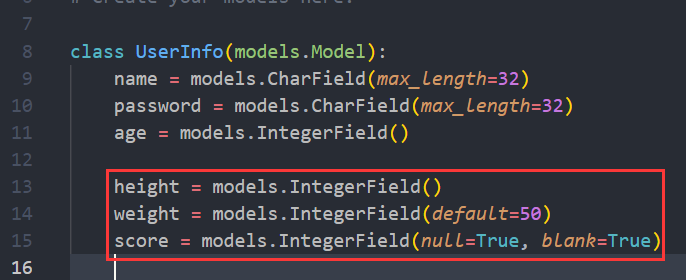 # Create your models here.
7
8 class UserInfo(models.Model):
9 name = models.CharField(max_length=32)
10 password = models.CharField(max_length=32)
11 age = models.IntegerField()
12
13 height = models.IntegerField()
14 weight = models.IntegerField(default=50)
15 score = models.IntegerField(null=True, blank=True)
16